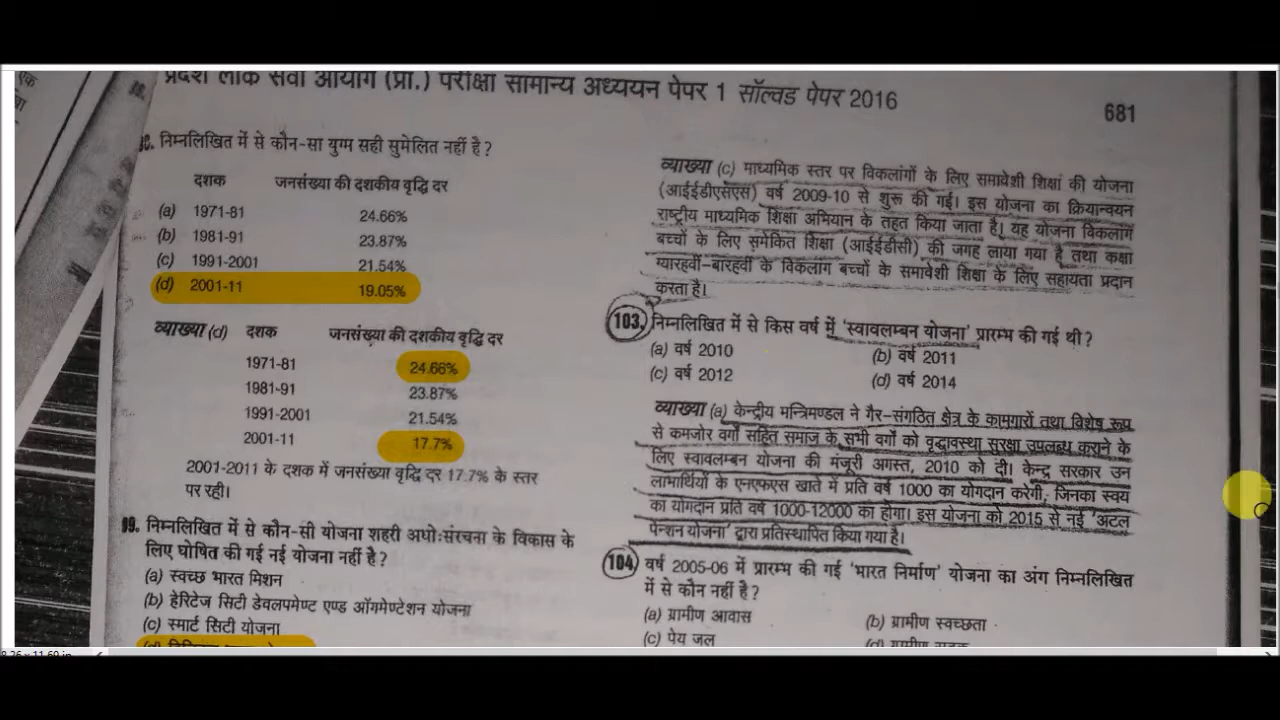 एक
प्रदेश लोक सेवा आयोग (प्रा.) परीक्षा सामान्य अध्ययन पेपर 1 सॉल्वड पेपर 2016
681
निम्नलिखित में से कौन-सा युग्म सही सुमेलित नहीं है?
दशक जनसंख्या की दशकीय वृद्धि दर
(a) 1971-81 24.66%
(b) 1981-91 23.87%
(c) 1991-2001 21.54%
(d) 2001-11 19.05%
व्याख्या (d) दशक जनसंख्या की दशकीय वृद्धि दर
1971-81 24.66%
1981-91 23.87%
1991-2001 21.54%
2001-11 17.7%
2001-2011 के दशक में जनसंख्या वृद्धि दर 17.7% के स्तर
पर रही।
99. निम्नलिखित में से कौन-सी योजना शहरी अधोःसंरचना के विकास के
लिए घोषित की गई नई योजना नहीं है?
(a) स्वच्छ भारत मिशन
(b) हेरिटेज सिटी डेवलपमेण्ट एण्ड ऑगमेण्टेशन योजना
(c) स्मार्ट सिटी योजना
व्याख्या (c) माध्यमिक स्तर पर विकलांगों के लिए समावेशी शिक्षा की योजना
(आईईडीएसएस) वर्ष 2009-10 से शुरू की गई। इस योजना का क्रियान्वयन
राष्ट्रीय माध्यमिक शिक्षा अभियान के तहत किया जाता है। यह योजना विकलांग
बच्चों के लिए समेकित शिक्षा (आईईडीसी) की जगह लाया गया है तथा कक्षा
ग्यारहवीं-बारहवीं के विकलांग बच्चों के समावेशी शिक्षा के लिए सहायता प्रदान
करता है।
103. निम्नलिखित में से किस वर्ष में 'स्वावलम्बन योजना' प्रारम्भ की गई थी?
(a) वर्ष 2010 (b) वर्ष 2011
(c) वर्ष 2012 (d) वर्ष 2014
व्याख्या (a) केन्द्रीय मन्त्रिमण्डल ने गैर-संगठित क्षेत्र के कामगारों तथा विशेष रूप
से कमजोर वर्गों सहित समाज के सभी वर्गों को वृद्धावस्था सुरक्षा उपलब्ध कराने के
लिए स्वावलम्बन योजना की मंजूरी अगस्त, 2010 को दी। केन्द्र सरकार उन
लाभार्थियों के एनएफएस खाते में प्रति वर्ष 1000 का योगदान करेगी, जिनका स्वयं
का योगदान प्रति वर्ष 1000-12000 का होगा। इस योजना को 2015 से नई 'अटल
पेन्शन योजना' द्वारा प्रतिस्थापित किया गया है।
104. वर्ष 2005-06 में प्रारम्भ की गई 'भारत निर्माण' योजना का अंग निम्नलिखित
में से कौन नहीं है?
(a) ग्रामीण आवास (b) ग्रामीण स्वच्छता
(c) पेय जल (d) ग्रामीण सड़क
8.26 x 11.69 in